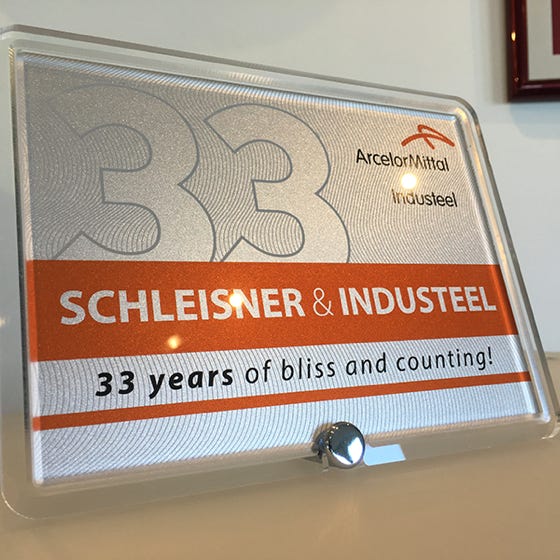 33
ArcelorMittal
Industeel
SCHLEISNER & INDUSTEEL
33 years of bliss and counting!